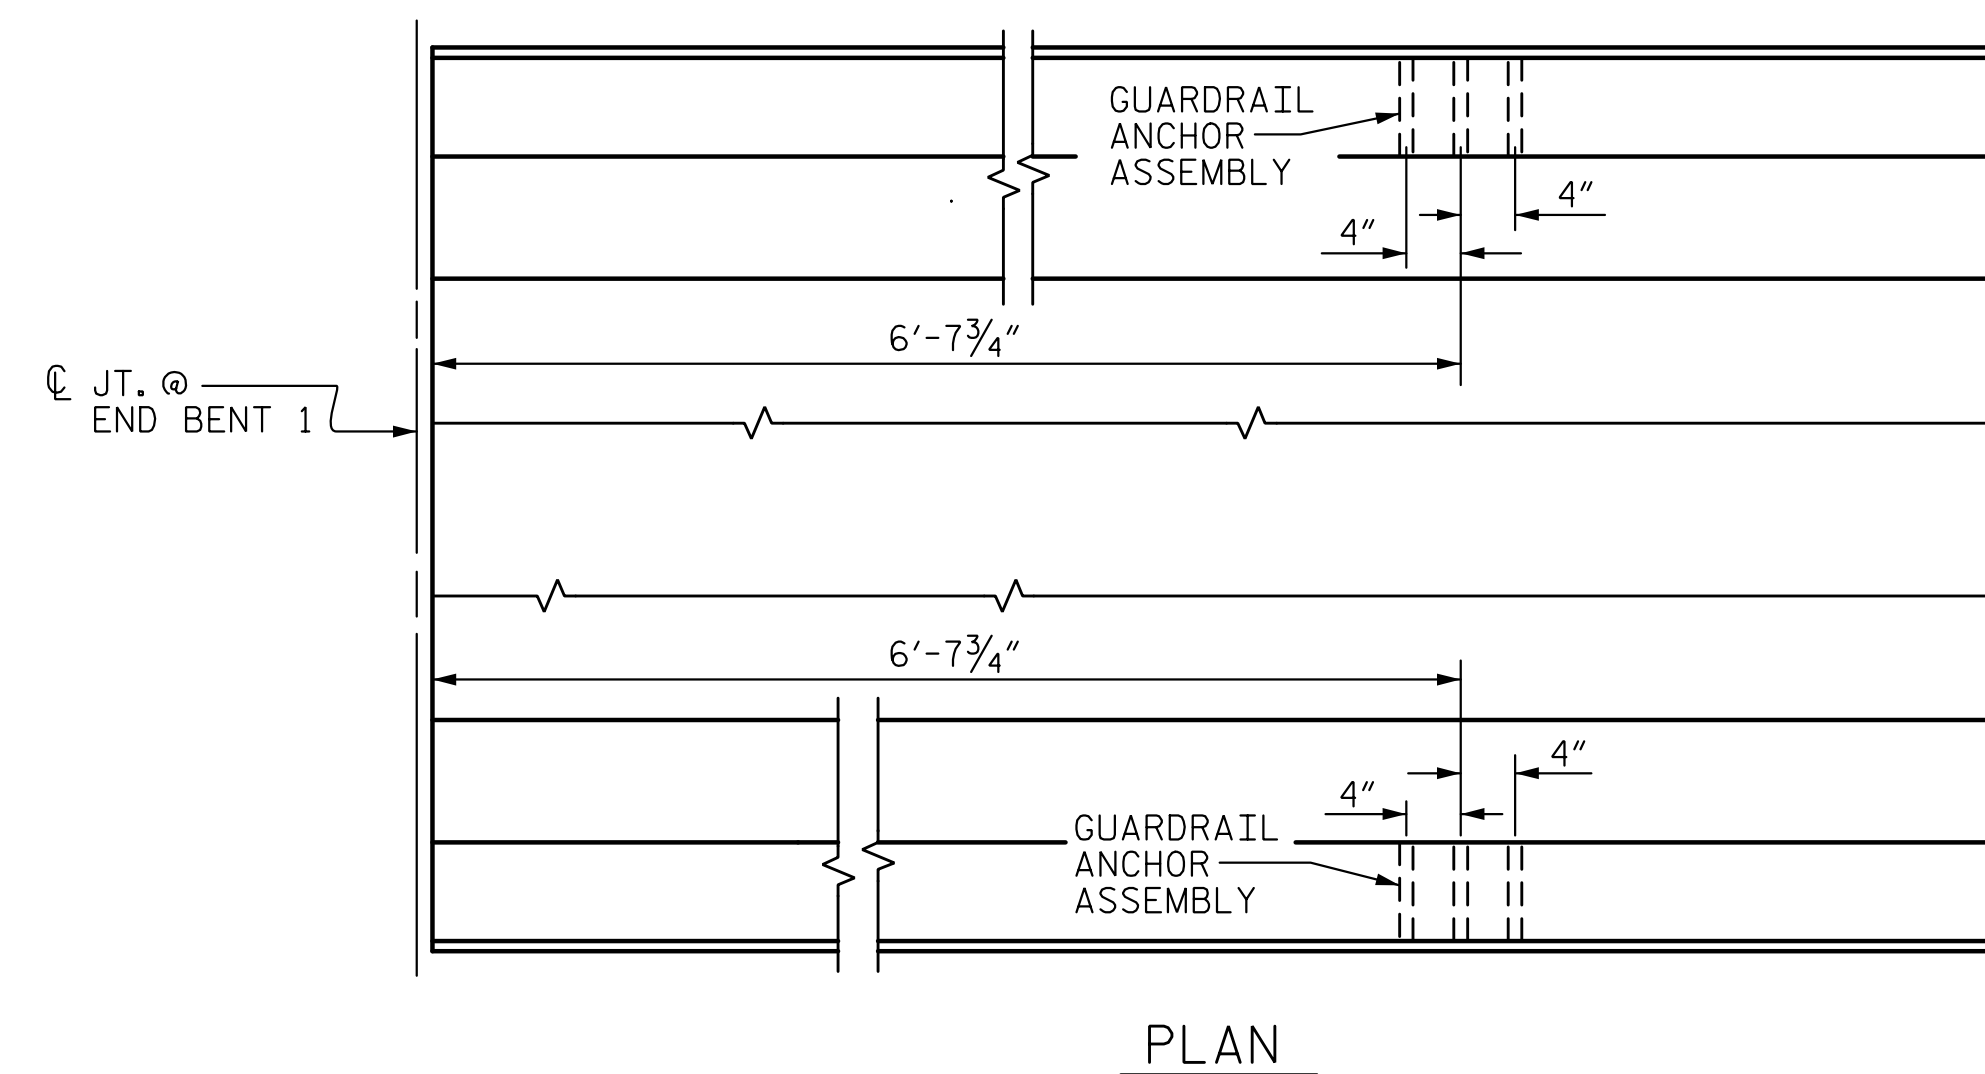 GUARDRAIL
ANCHOR
ASSEMBLY
4"
4"
6'-7¾"
℄ JT. @
END BENT 1
6'-7¾"
4"
4"
GUARDRAIL
ANCHOR
ASSEMBLY
PLAN